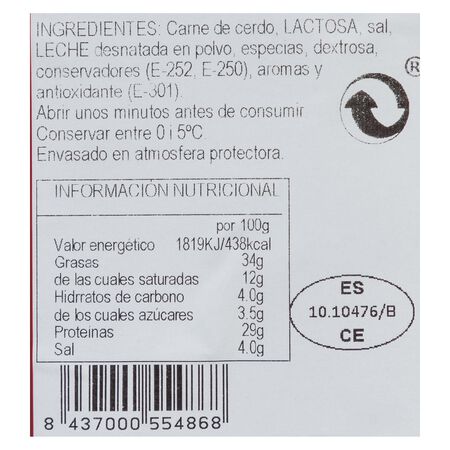 INGREDIENTES: Carne de cerdo, LACTOSA, sal,
LECHE desnatada en polvo, especias, dextrosa,
conservadores (E-252, E-250), aromas y
antioxidante (E-301).
Abrir unos minutos antes de consumir
Conservar entre 0 i 5ºC.
Envasado en atmosfera protectora.
®
INFORMACIÓN NUTRICIONAL
por 100g
Valor energético 1819KJ/438kcal
Grasas 34g
de las cuales saturadas 12g
Hidrratos de carbono 4.0g
de los cuales azúcares 3.5g
Proteinas 29g
Sal 4.0g
ES
10.10476/B
CE
8 437000 554868